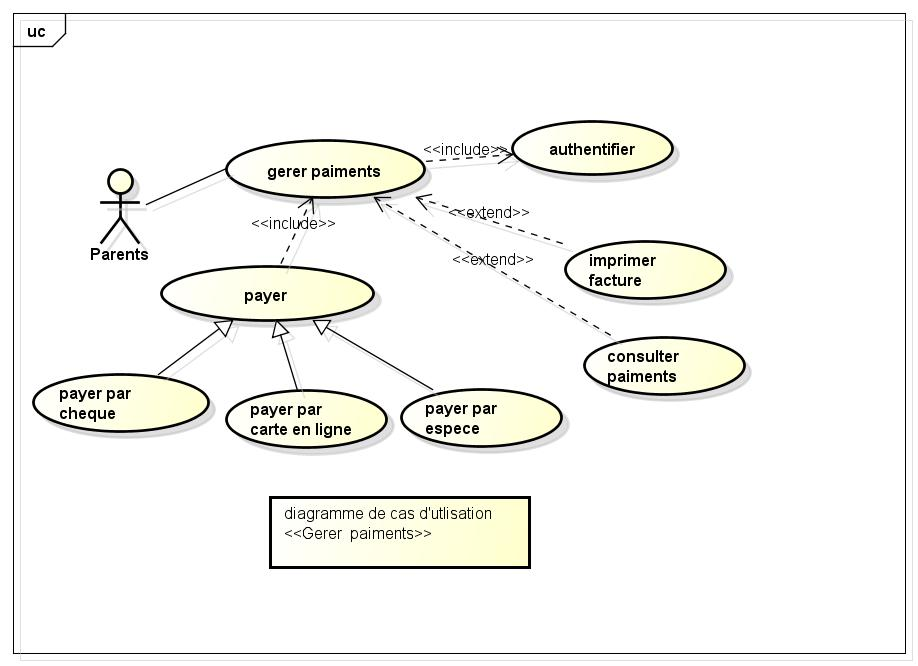 uc
authentifier
<<include>>
gerer paiments
<<extend>>
<<include>>
Parents
imprimer
facture
<<extend>>
payer
consulter
paiments
payer par
cheque
payer par
carte en ligne
payer par
espece
diagramme de cas d'utlisation
<<Gerer paiments>>